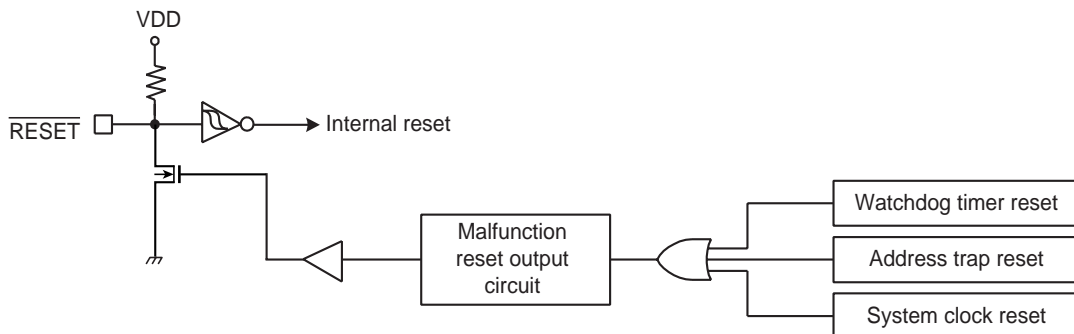 VDD
RESET
Internal reset
Malfunction
reset output
circuit
Watchdog timer reset
Address trap reset
System clock reset